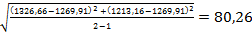 √((1326,66−1269,91)² + (1213,16−1269,91)² / 2−1) = 80,26